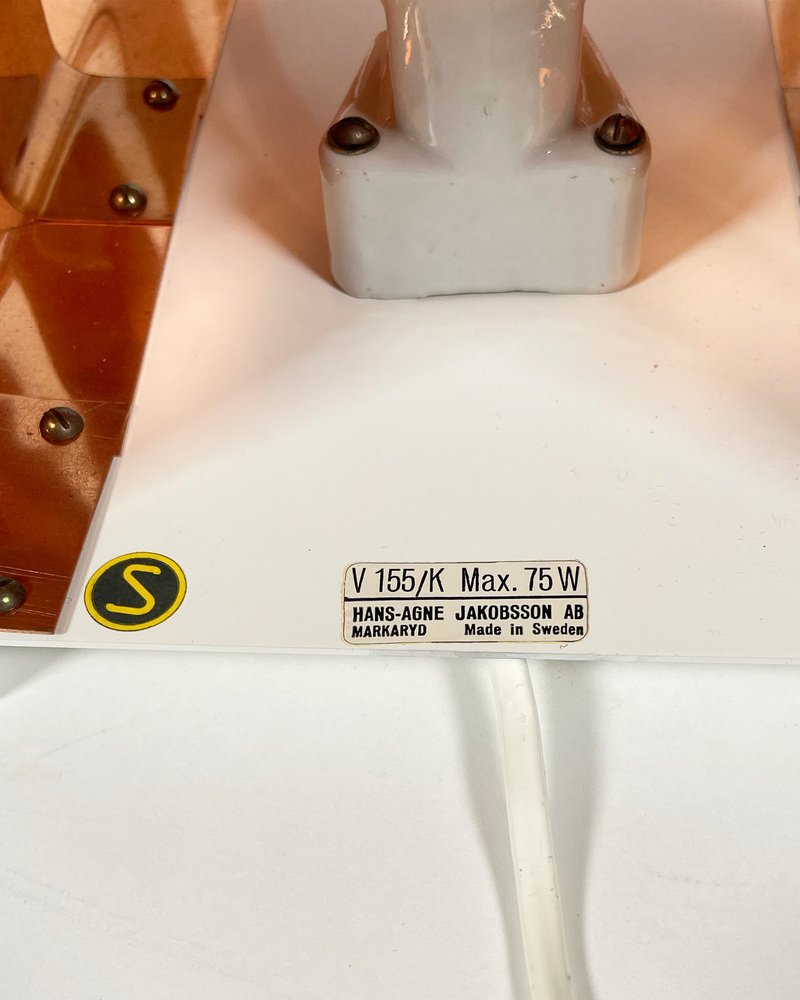 S
V 155/K Max. 75 W
HANS-AGNE JAKOBSSON AB
MARKARYD Made in Sweden